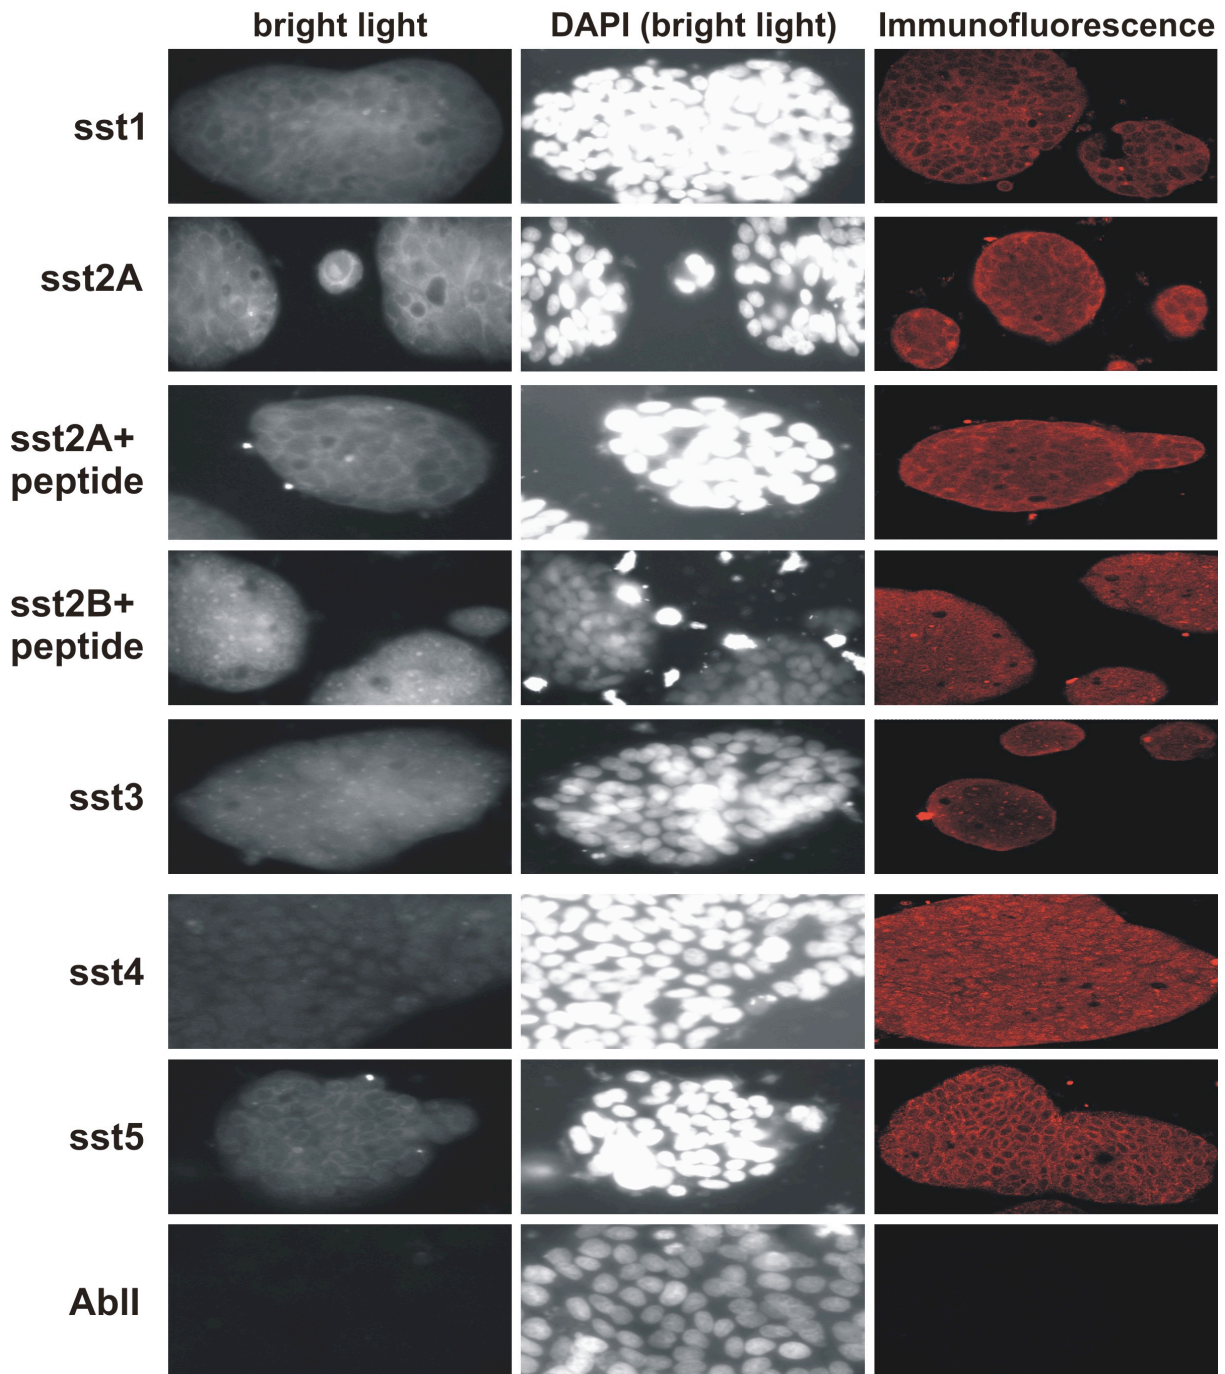 bright light
DAPI (bright light)
Immunofluorescence
sst1
sst2A
sst2A+
peptide
sst2B+
peptide
sst3
sst4
sst5
AbII